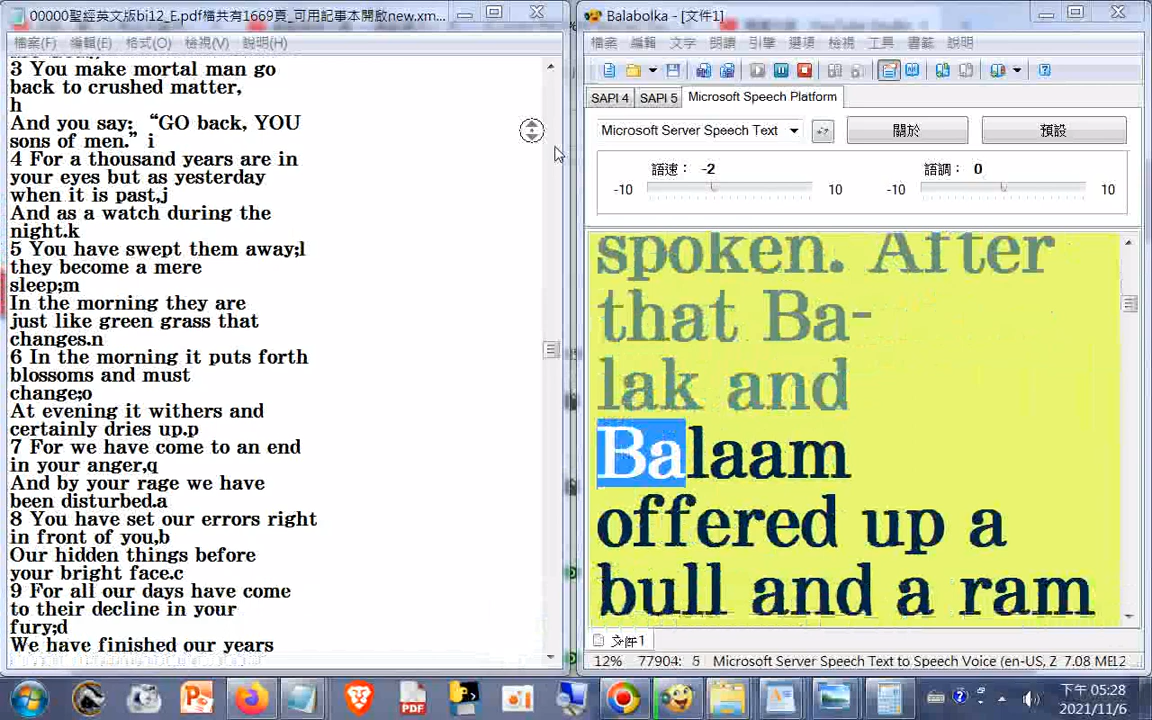 00000聖經英文版bi12_E.pdf檔共有1669頁_可用記事本開啟new.xm...
檔案(F) 編輯(E) 格式(O) 檢視(V) 說明(H)
3 You make mortal man go
back to crushed matter,
h
And you say: “GO back, YOU
sons of men.” i
4 For a thousand years are in
your eyes but as yesterday
when it is past,j
And as a watch during the
night.k
5 You have swept them away;l
they become a mere
sleep;m
In the morning they are
just like green grass that
changes.n
6 In the morning it puts forth
blossoms and must
change;o
At evening it withers and
certainly dries up.p
7 For we have come to an end
in your anger,q
And by your rage we have
been disturbed.a
8 You have set our errors right
in front of you,b
Our hidden things before
your bright face.c
9 For all our days have come
to their decline in your
fury;d
We have finished our years
Balabolka - [文件1]
檔案 編輯 文字 朗讀 引擎 選項 檢視 工具 書籤 說明
SAPI 4 SAPI 5 Microsoft Speech Platform
Microsoft Server Speech Text 關於 預設
語速： -2 語調： 0
-10 10 -10 10
spoken. After
that Ba-
lak and
Balaam
offered up a
bull and a ram
文件1
12% 77904: 5 Microsoft Server Speech Text to Speech Voice (en-US, Z 7.08 ME12
下午 05:28
2021/11/6